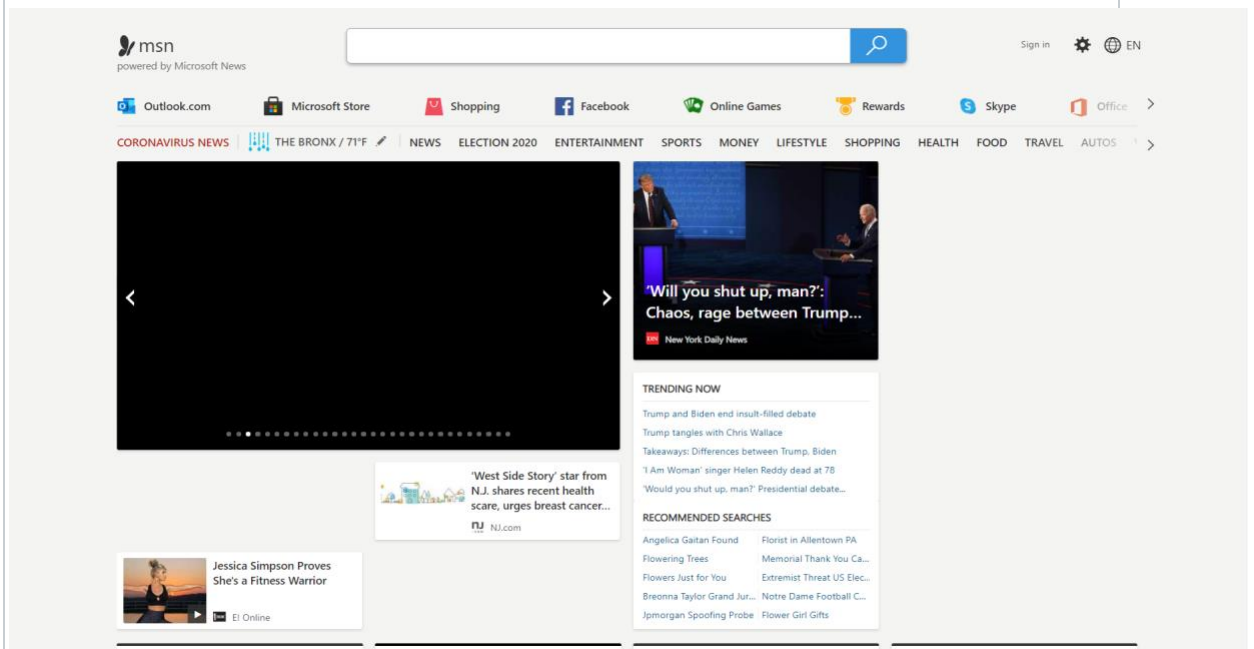 msn
powered by Microsoft News
Sign in
EN
Outlook.com
Microsoft Store
Shopping
Facebook
Online Games
Rewards
Skype
Office
CORONAVIRUS NEWS
THE BRONX / 71°F
NEWS
ELECTION 2020
ENTERTAINMENT
SPORTS
MONEY
LIFESTYLE
SHOPPING
HEALTH
FOOD
TRAVEL
AUTOS
'Will you shut up, man?':
Chaos, rage between Trump...
New York Daily News
TRENDING NOW
Trump and Biden end insult-filled debate
Trump tangles with Chris Wallace
Takeaways: Differences between Trump, Biden
'I Am Woman' singer Helen Reddy dead at 78
'Would you shut up, man?' Presidential debate...
'West Side Story' star from
N.J. shares recent health
scare, urges breast cancer...
NJ.com
RECOMMENDED SEARCHES
Angelica Gaitan Found
Florist in Allentown PA
Flowering Trees
Memorial Thank You Ca...
Flowers Just for You
Extremist Threat US Elec...
Breonna Taylor Grand Jur...
Notre Dame Football C...
Jpmorgan Spoofing Probe
Flower Girl Gifts
Jessica Simpson Proves
She's a Fitness Warrior
E! Online